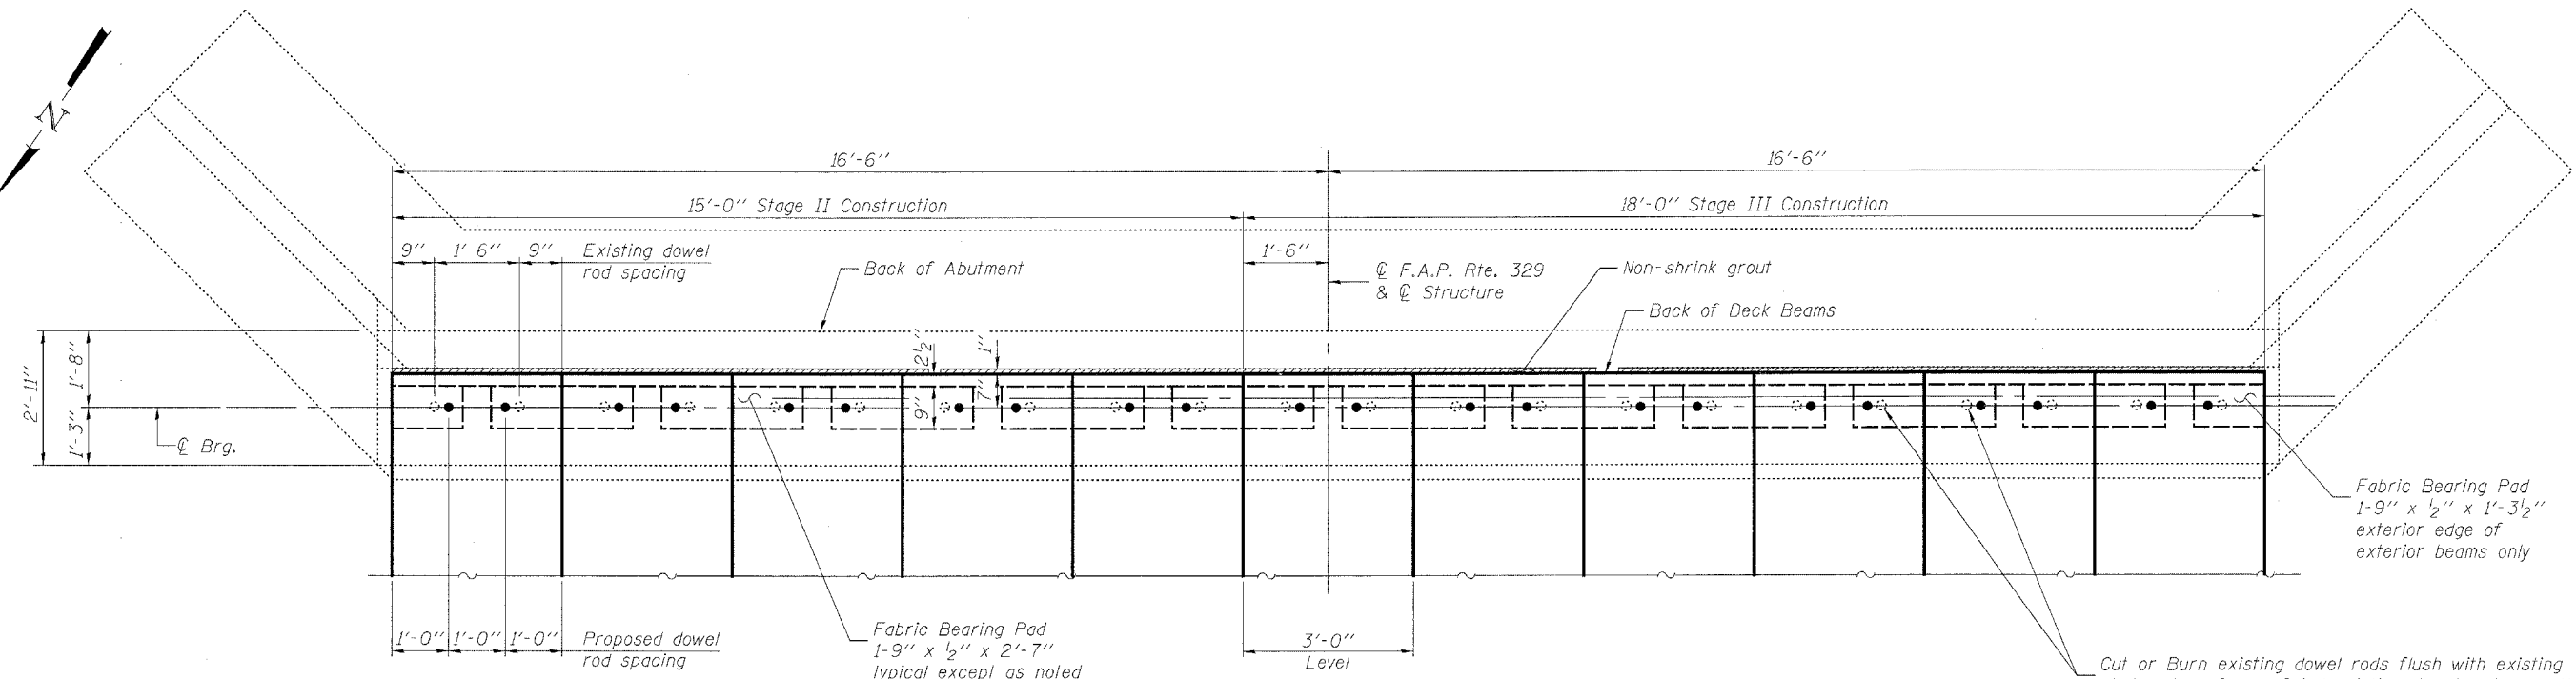 N
16'-6"
16'-6"
15'-0" Stage II Construction
18'-0" Stage III Construction
9"
1'-6"
9"
Existing dowel
rod spacing
Back of Abutment
1'-6"
℄ F.A.P. Rte. 329
& ℄ Structure
Non-shrink grout
Back of Deck Beams
2'-11"
1'-8"
1'-3"
2½"
1"
9"
7"
℄ Brg.
Fabric Bearing Pad
1-9" x ½" x 1'-3½"
exterior edge of
exterior beams only
1'-0"
1'-0"
1'-0"
Proposed dowel
rod spacing
Fabric Bearing Pad
1-9" x ½" x 2'-7"
typical except as noted
3'-0"
Level
Cut or Burn existing dowel rods flush with existing